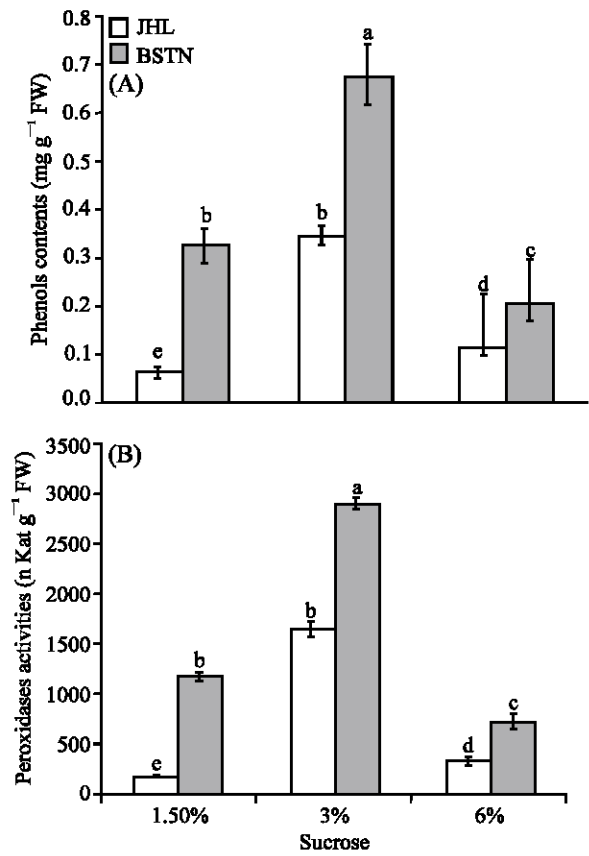 JHL
BSTN
(A)
Phenols contents (mg g⁻¹ FW)
0.8
0.7
0.6
0.5
0.4
0.3
0.2
0.1
0.0
e
b
b
a
d
c
(B)
Peroxidases activities (n Kat g⁻¹ FW)
3500
3000
2500
2000
1500
1000
500
0
e
b
b
a
d
c
1.50%
3%
6%
Sucrose